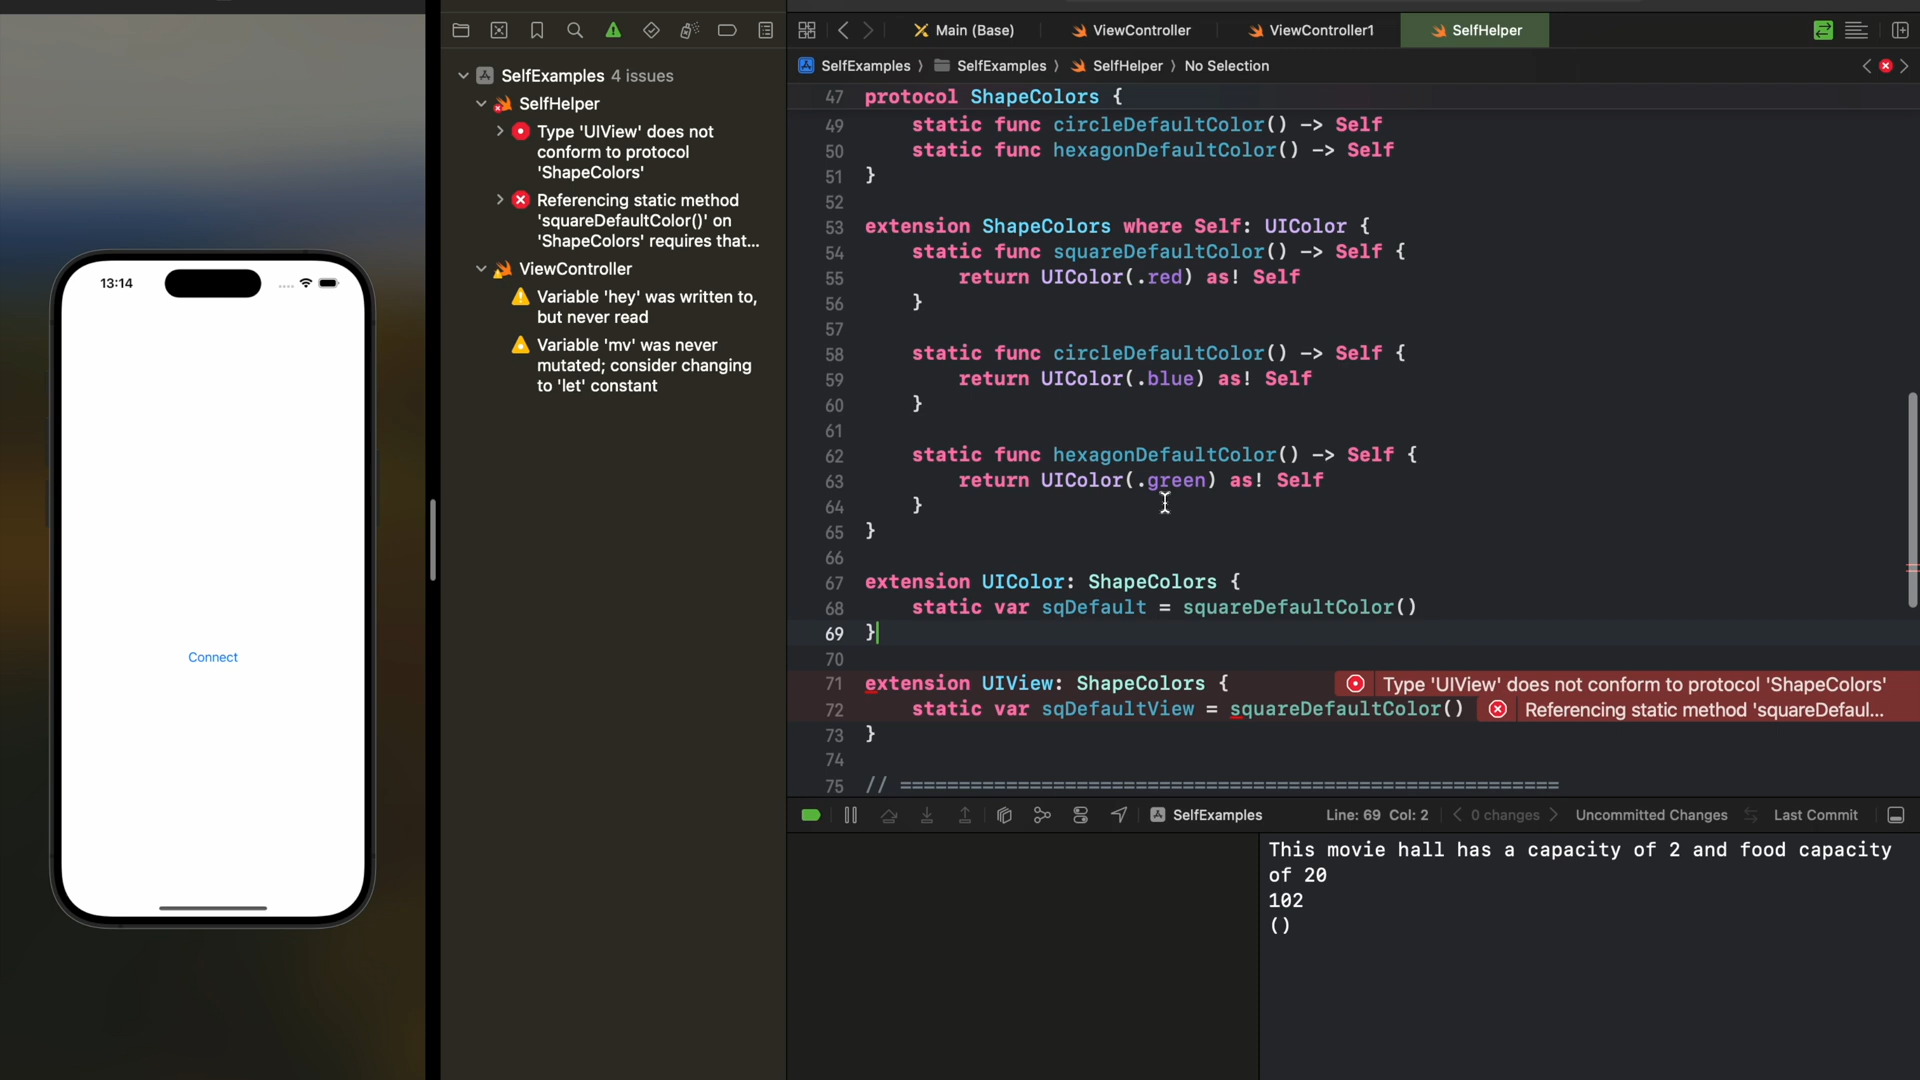 13:14
Connect
SelfExamples 4 issues
SelfHelper
Type 'UIView' does not
conform to protocol
'ShapeColors'
Referencing static method
'squareDefaultColor()' on
'ShapeColors' requires that...
ViewController
Variable 'hey' was written to,
but never read
Variable 'mv' was never
mutated; consider changing
to 'let' constant
Main (Base) ViewController ViewController1 SelfHelper
SelfExamples SelfExamples SelfHelper No Selection
47 protocol ShapeColors {
49 static func circleDefaultColor() -> Self
50 static func hexagonDefaultColor() -> Self
51 }
52
53 extension ShapeColors where Self: UIColor {
54 static func squareDefaultColor() -> Self {
55 return UIColor(.red) as! Self
56 }
57
58 static func circleDefaultColor() -> Self {
59 return UIColor(.blue) as! Self
60 }
61
62 static func hexagonDefaultColor() -> Self {
63 return UIColor(.green) as! Self
64 }
65 }
66
67 extension UIColor: ShapeColors {
68 static var sqDefault = squareDefaultColor()
69 }
70
71 extension UIView: ShapeColors { Type 'UIView' does not conform to protocol 'ShapeColors'
72 static var sqDefaultView = squareDefaultColor() Referencing static method 'squareDefaul...
73 }
74
75 // ========================================================
SelfExamples Line: 69 Col: 2 0 changes Uncommitted Changes Last Commit
This movie hall has a capacity of 2 and food capacity
of 20
102
()